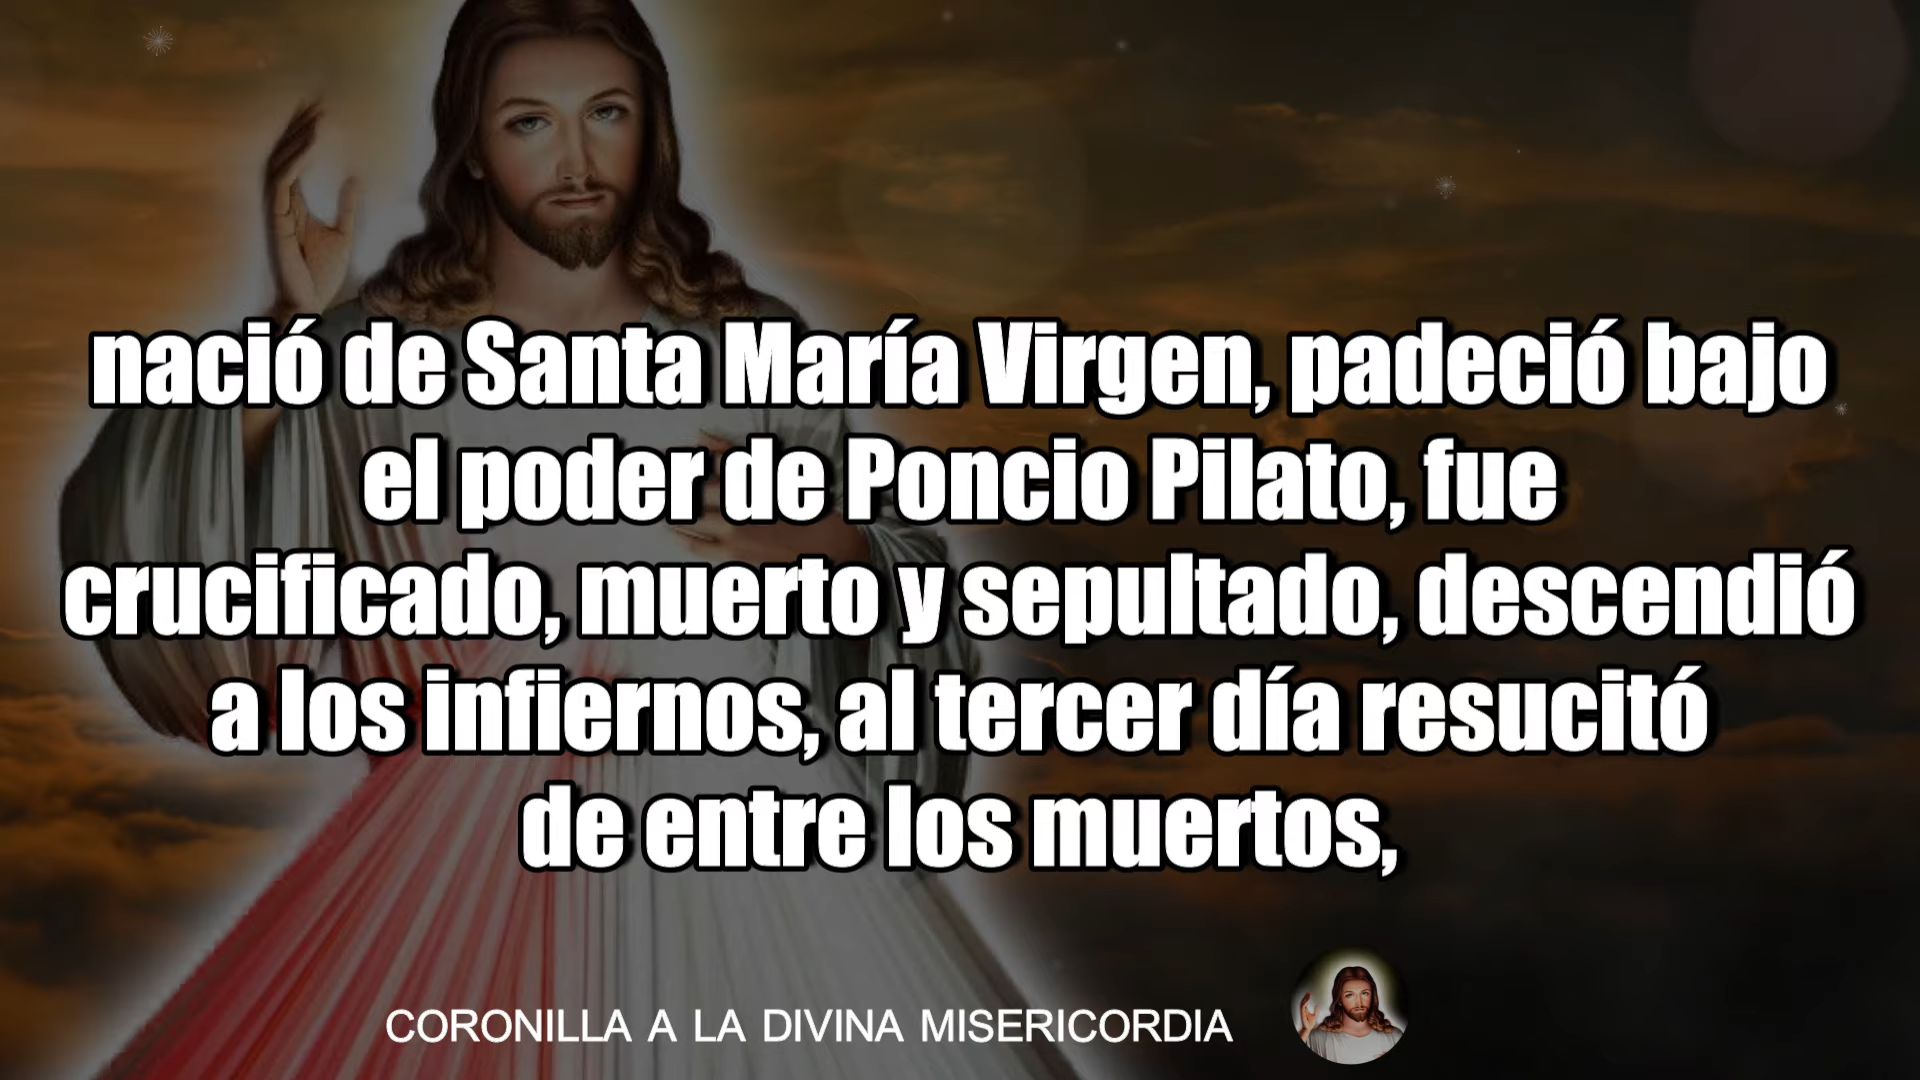 nació de Santa María Virgen, padeció bajo
el poder de Poncio Pilato, fue
crucificado, muerto y sepultado, descendió
a los infiernos, al tercer día resucitó
de entre los muertos,
CORONILLA A LA DIVINA MISERICORDIA